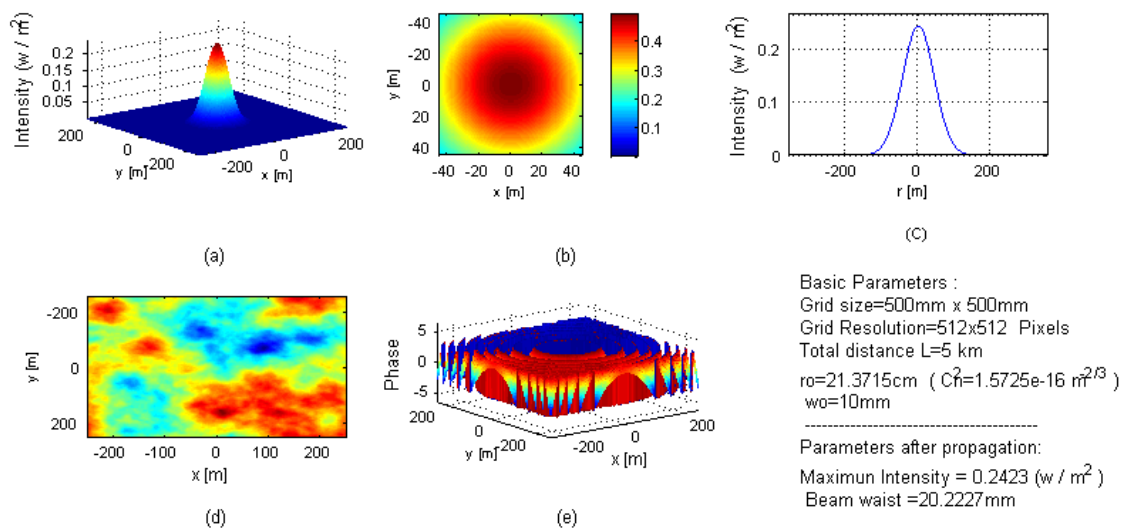 Intensity (w / m²)
0.2
0.15
0.1
0.05
200
0
-200
y [m]
-200
0
200
x [m]
(a)
-40
-20
0
20
40
y [m]
-40 -20 0 20 40
x [m]
0.4
0.3
0.2
0.1
(b)
Intensity (w / m²)
0.2
0.1
0
-200 0 200
r [m]
(C)
-200
0
200
y [m]
-200 -100 0 100 200
x [m]
(d)
Phase
5
0
-5
200
0
-200
y [m]
-200
0
200
x [m]
(e)
Basic Parameters :
Grid size=500mm x 500mm
Grid Resolution=512x512 Pixels
Total distance L=5 km
ro=21.3715cm ( Cn²=1.5725e-16 m^2/3 )
wo=10mm
----------------------------------------
Parameters after propagation:
Maximun Intensity = 0.2423 (w / m² )
Beam waist =20.2227mm